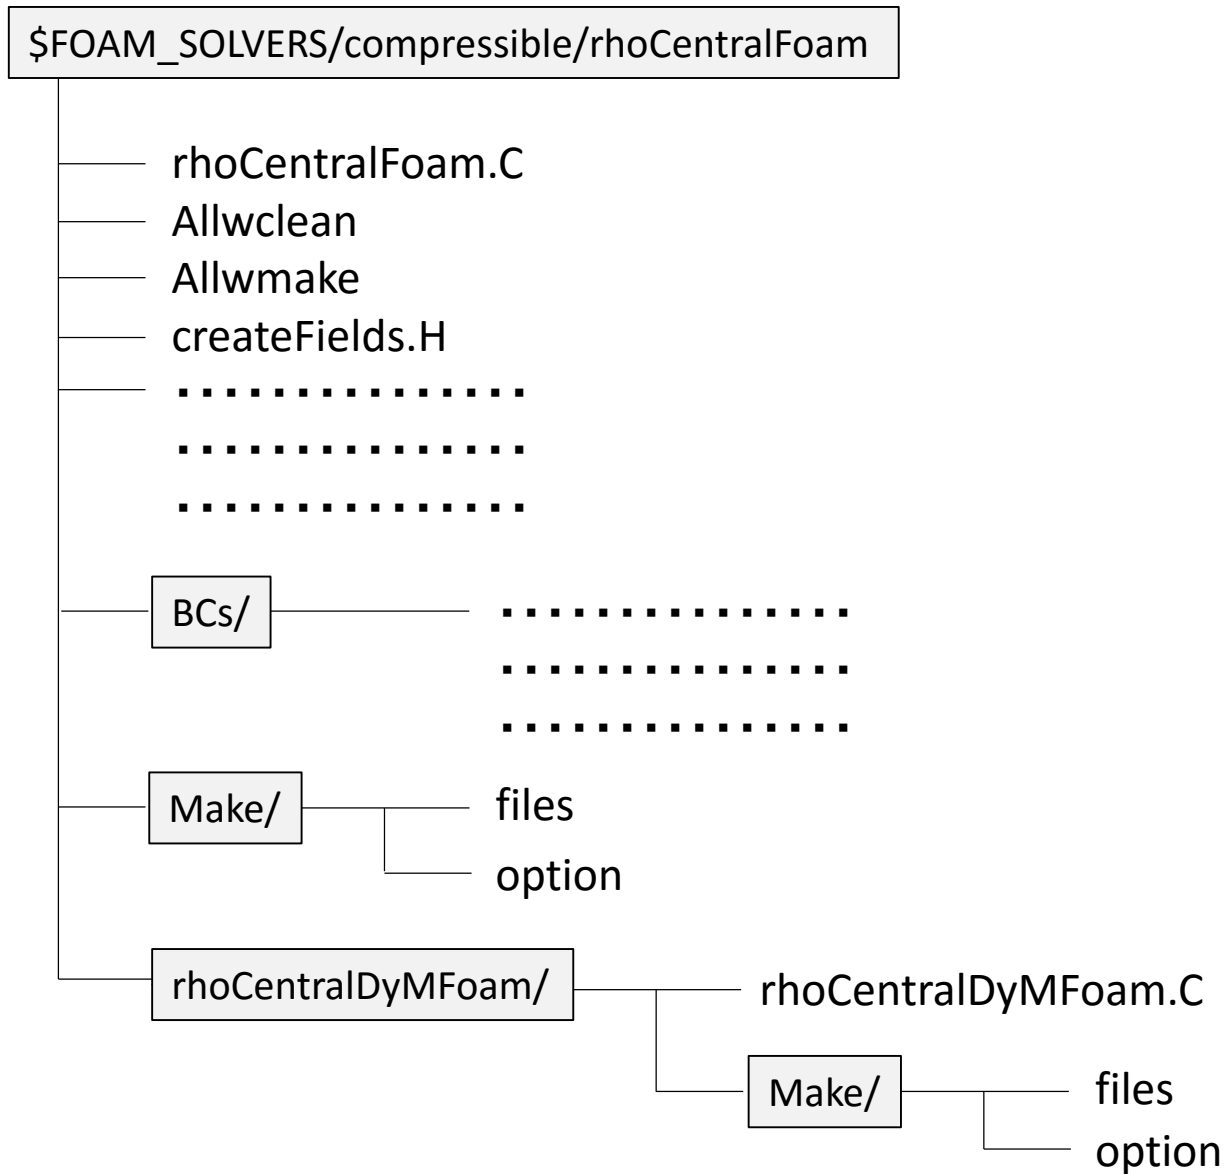 $FOAM_SOLVERS/compressible/rhoCentralFoam
rhoCentralFoam.C
Allwclean
Allwmake
createFields.H
...............
...............
...............
BCs/
...............
...............
...............
Make/
files
option
rhoCentralDyMFoam/
rhoCentralDyMFoam.C
Make/
files
option